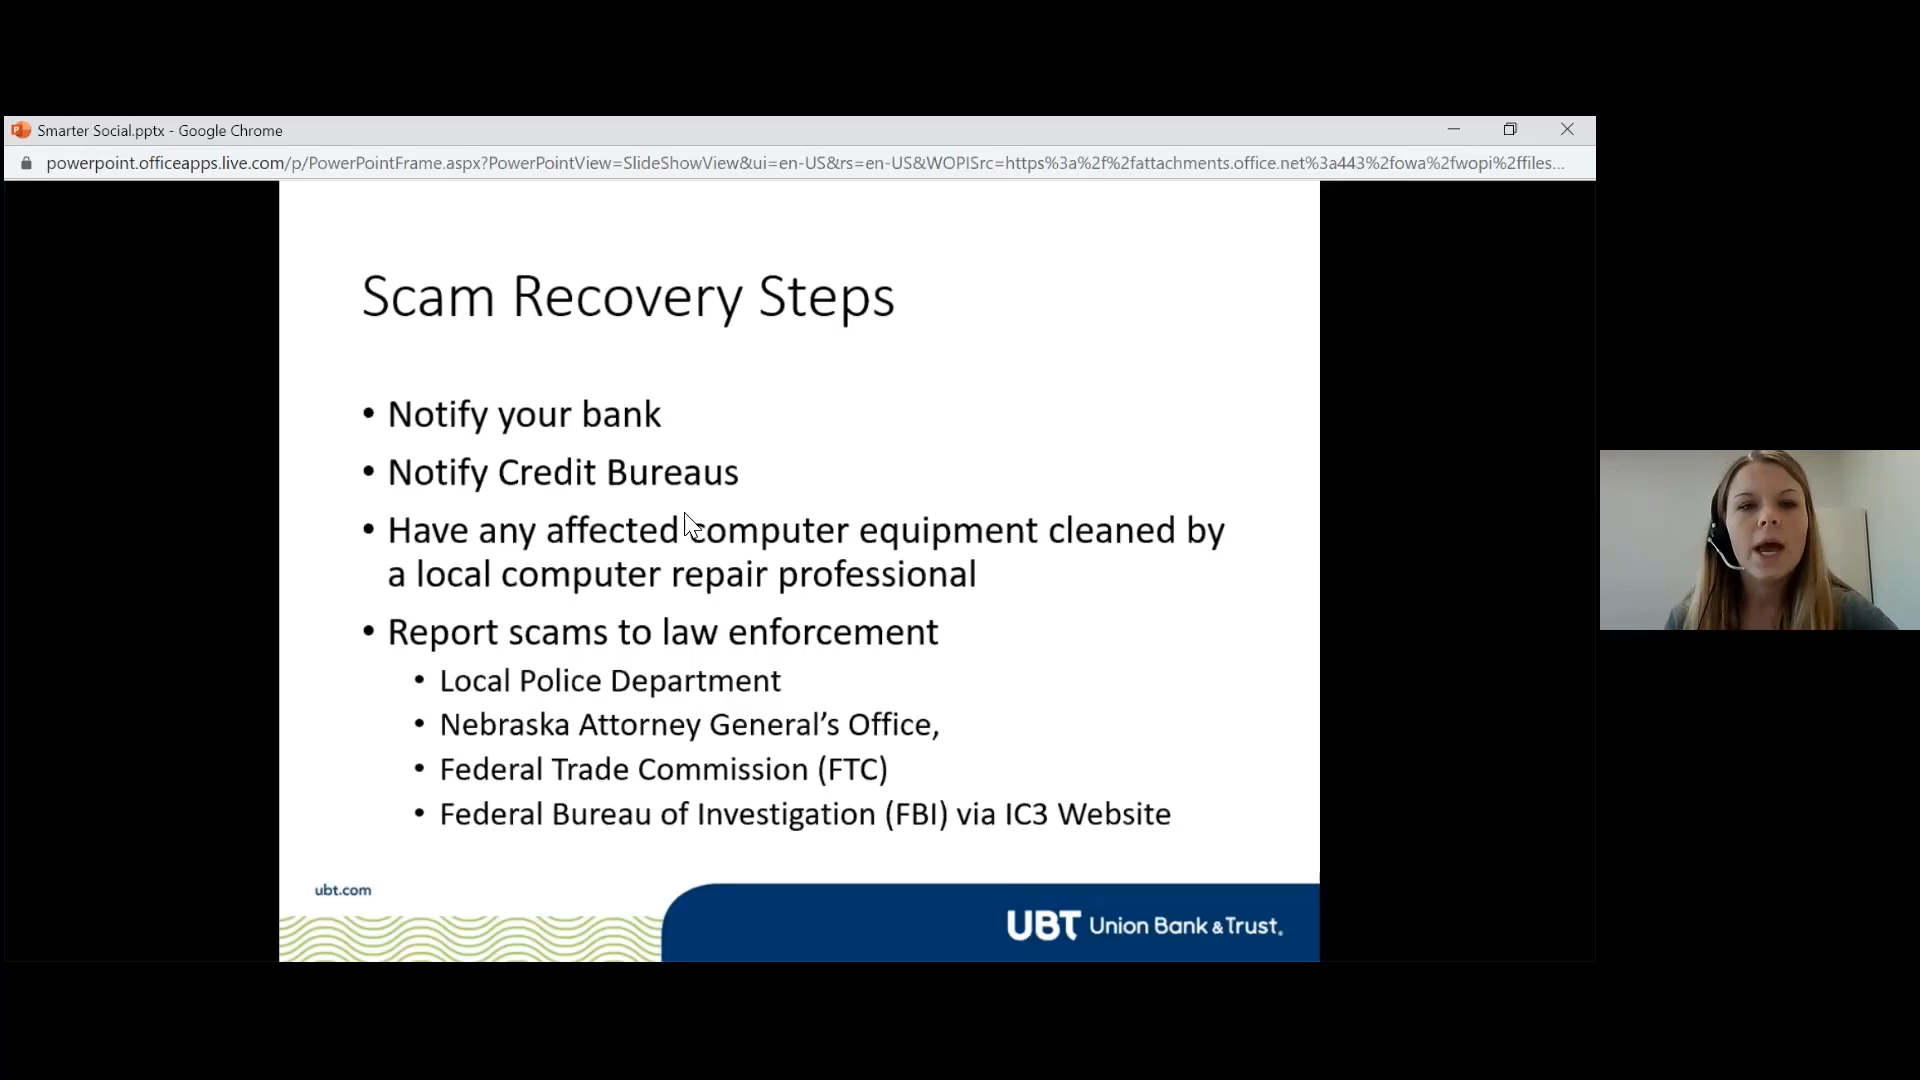 Smarter Social.pptx - Google Chrome
powerpoint.officeapps.live.com/p/PowerPointFrame.aspx?PowerPointView=SlideShowView&ui=en-US&rs=en-US&WOPISrc=https%3a%2f%2fattachments.office.net%3a443%2fowa%2fwopi%2ffiles...
Scam Recovery Steps
• Notify your bank
• Notify Credit Bureaus
• Have any affected computer equipment cleaned by
a local computer repair professional
• Report scams to law enforcement
• Local Police Department
• Nebraska Attorney General’s Office,
• Federal Trade Commission (FTC)
• Federal Bureau of Investigation (FBI) via IC3 Website
ubt.com
UBT Union Bank & Trust.